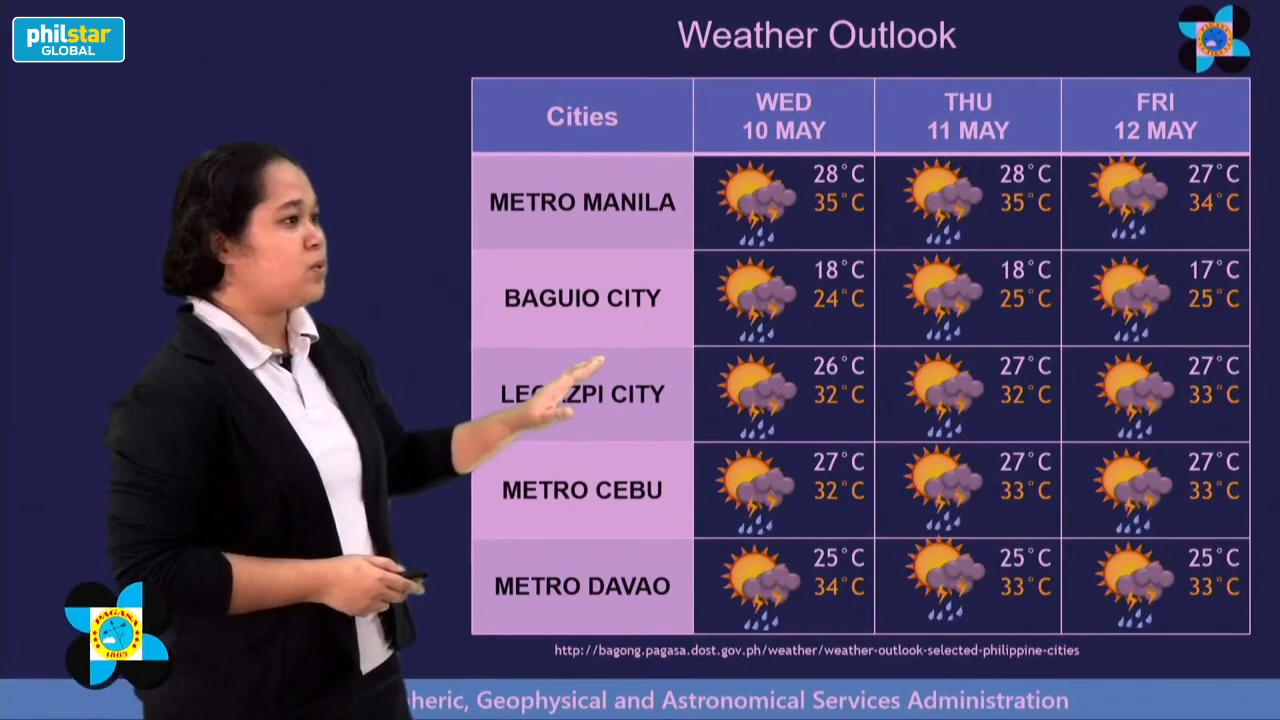 philstar
GLOBAL
Weather Outlook
Cities
WED
10 MAY
THU
11 MAY
FRI
12 MAY
METRO MANILA
28°C
35°C
28°C
35°C
27°C
34°C
BAGUIO CITY
18°C
24°C
18°C
25°C
17°C
25°C
CITY
26°C
32°C
27°C
32°C
27°C
33°C
METRO CEBU
27°C
32°C
27°C
33°C
27°C
33°C
METRO DAVAO
25°C
34°C
25°C
33°C
25°C
33°C
http://bagong.pagasa.dost.gov.ph/weather/weather-outlook-selected-philippine-cities
PAGASA
1865
pheric, Geophysical and Astronomical Services Administration